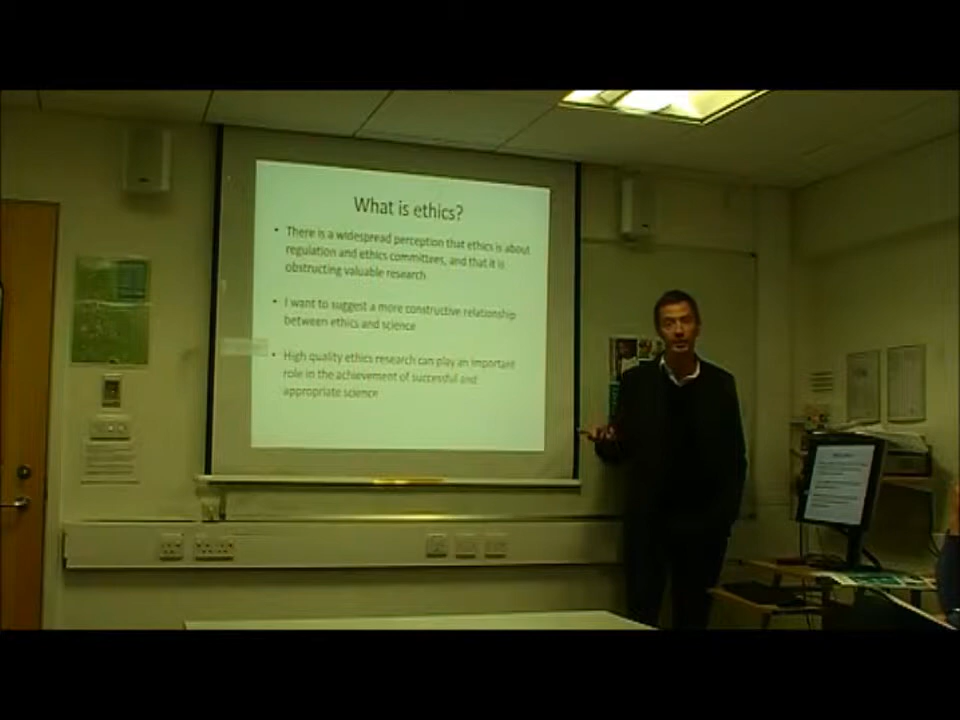 What is ethics?
• There is a widespread perception that ethics is about
regulation and ethics committees, and that it is
obstructing valuable research
• I want to suggest a more constructive relationship
between ethics and science
• High quality ethics research can play an important
role in the achievement of successful and
appropriate science